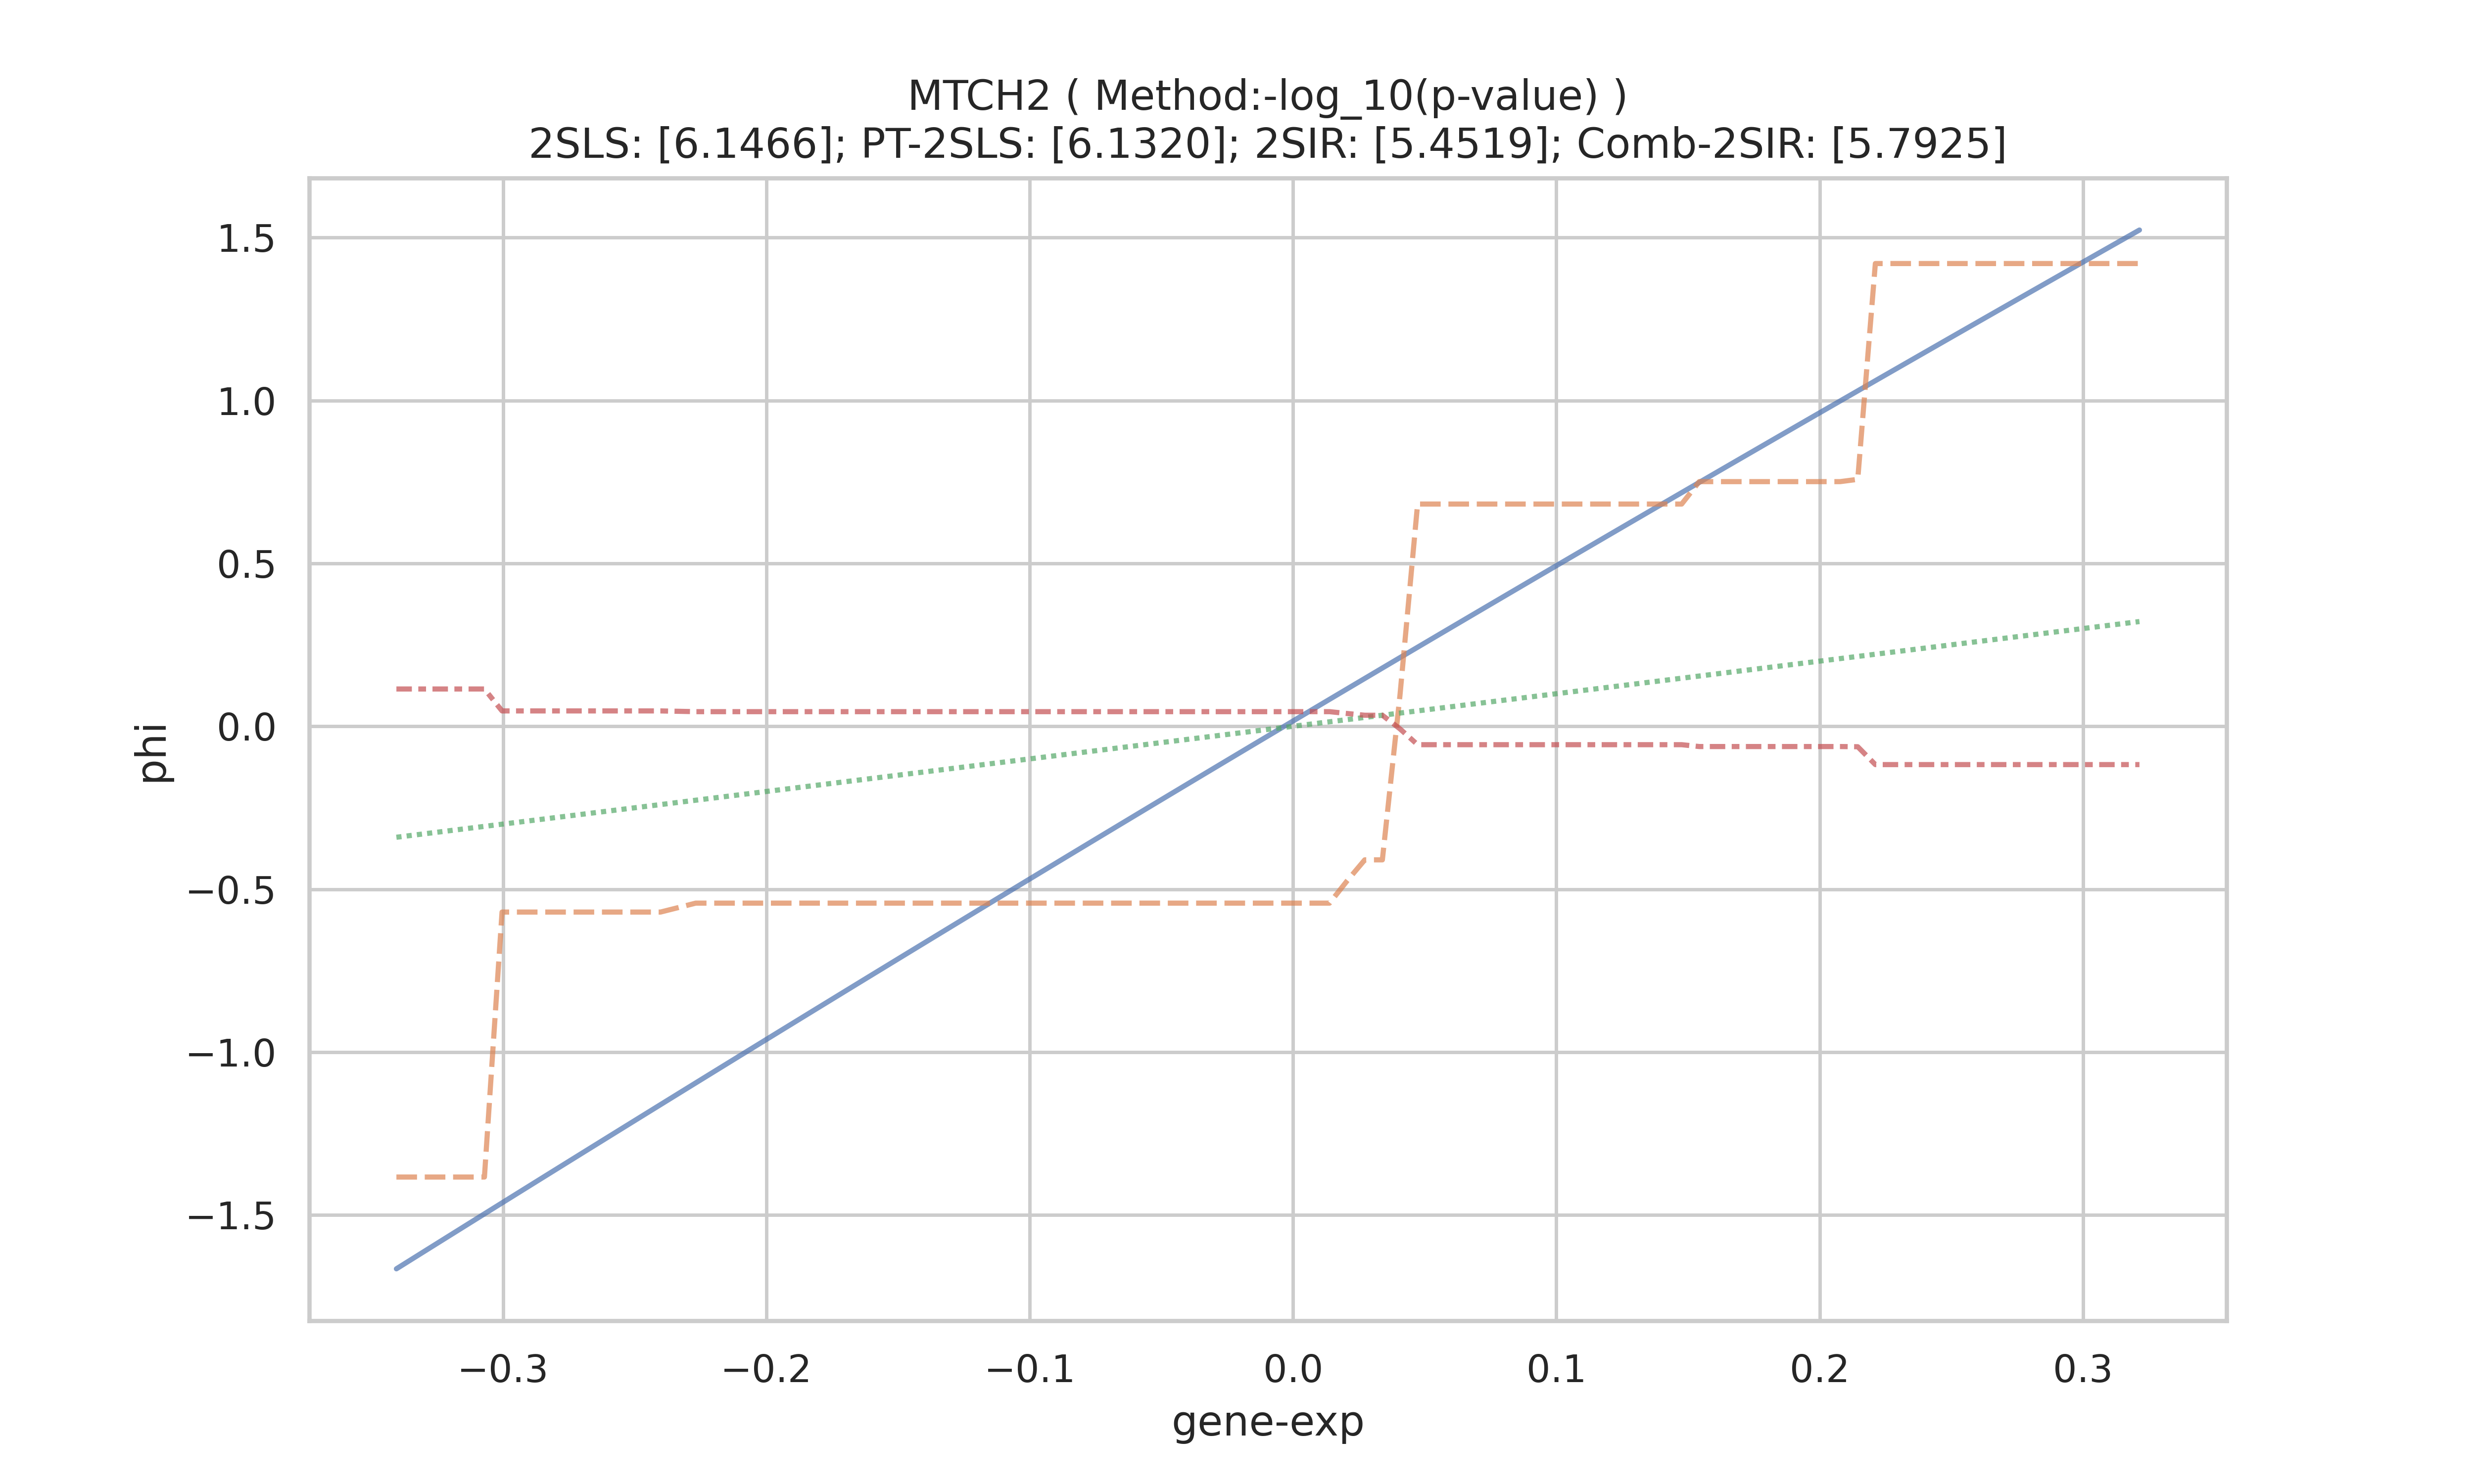 MTCH2 ( Method:-log_10(p-value) )
2SLS: [6.1466]; PT-2SLS: [6.1320]; 2SIR: [5.4519]; Comb-2SIR: [5.7925]
1.5
1.0
0.5
0.0
−0.5
−1.0
−1.5
phi
−0.3 −0.2 −0.1 0.0 0.1 0.2 0.3
gene-exp